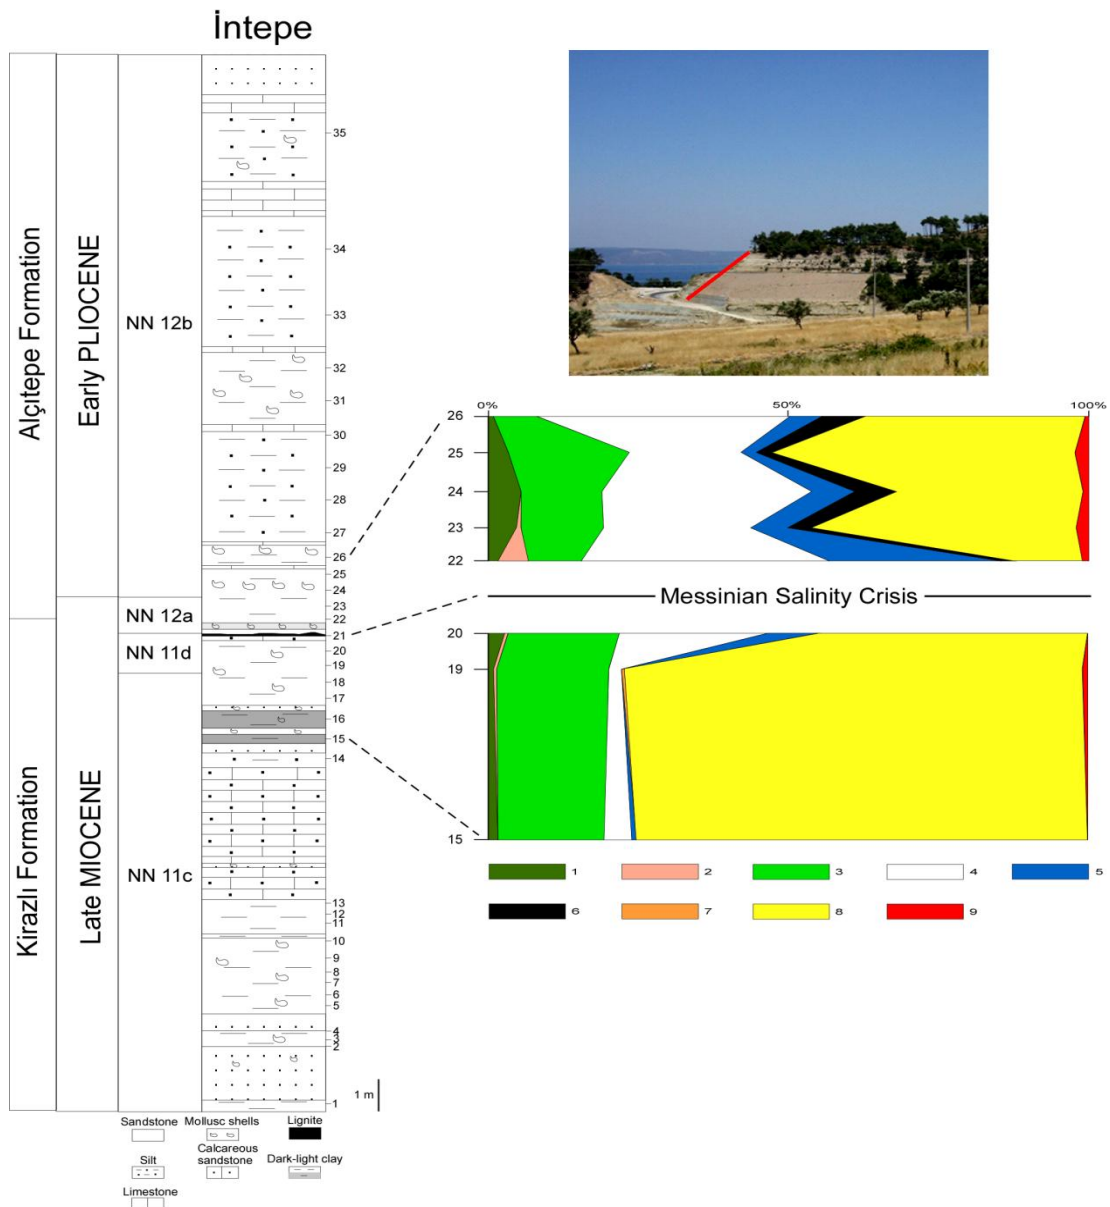 İntepe
Alçıtepe Formation
Kirazlı Formation
Early PLIOCENE
Late MIOCENE
NN 12b
NN 12a
NN 11d
NN 11c
35
34
33
32
31
30
29
28
27
26
25
24
23
22
21
20
19
18
17
16
15
14
13
12
11
10
9
8
7
6
5
4
3
2
1
1 m
0% 50% 100%
26
25
24
23
22
Messinian Salinity Crisis
20
19
15
1 2 3 4 5
6 7 8 9
Sandstone Mollusc shells Lignite
Silt Calcareous sandstone Dark-light clay
Limestone